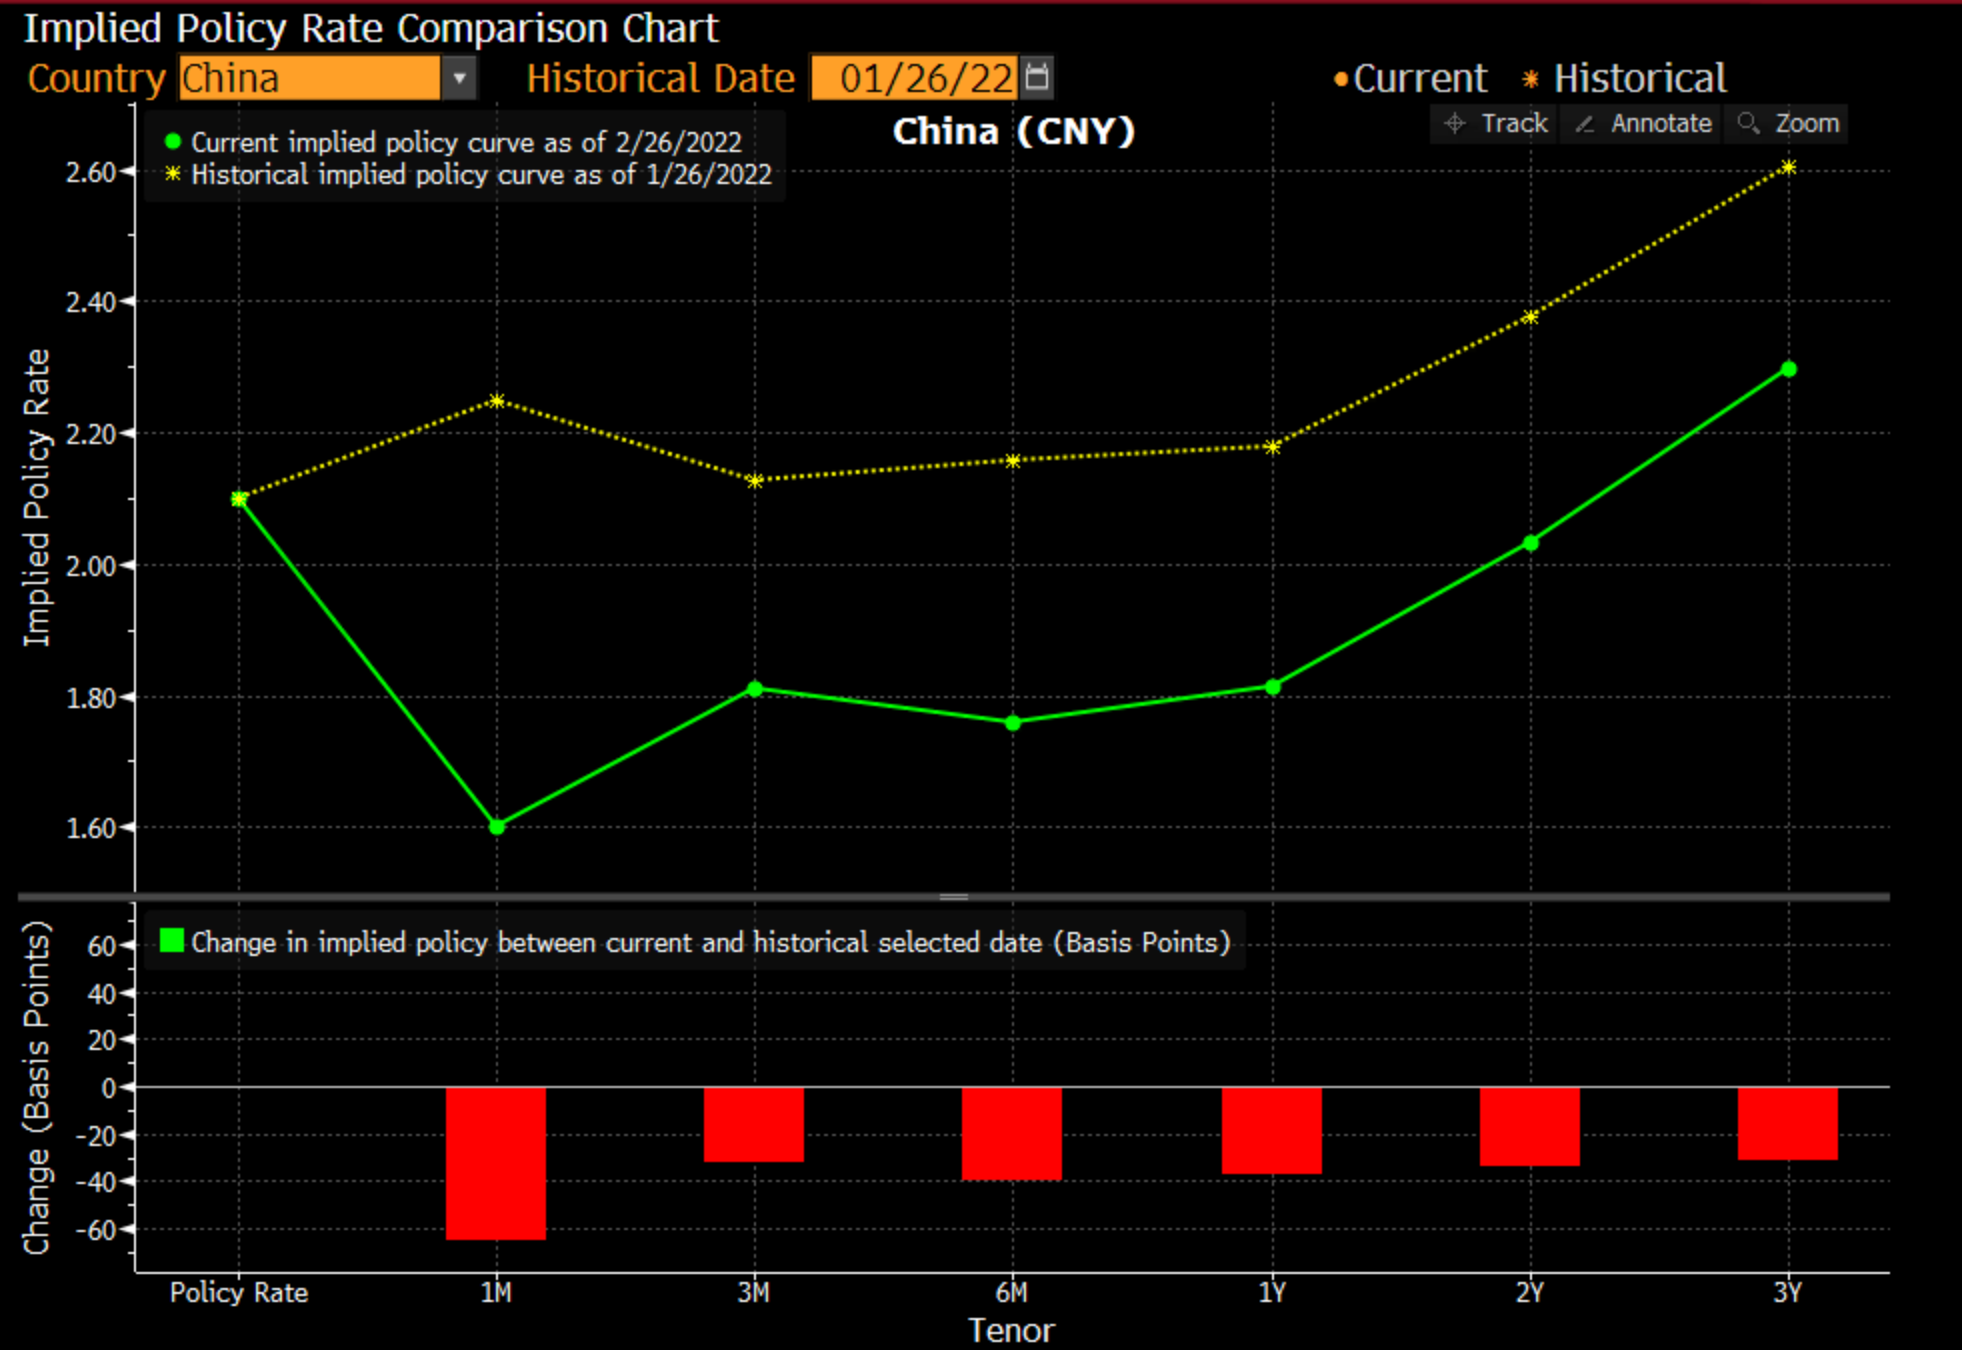 Implied Policy Rate Comparison Chart
Country China Historical Date 01/26/22 Current Historical
Track Annotate Zoom
China (CNY)
Current implied policy curve as of 2/26/2022
Historical implied policy curve as of 1/26/2022
Implied Policy Rate
2.60
2.40
2.20
2.00
1.80
1.60
Change in implied policy between current and historical selected date (Basis Points)
Change (Basis Points)
60
40
20
0
-20
-40
-60
Policy Rate 1M 3M 6M 1Y 2Y 3Y
Tenor